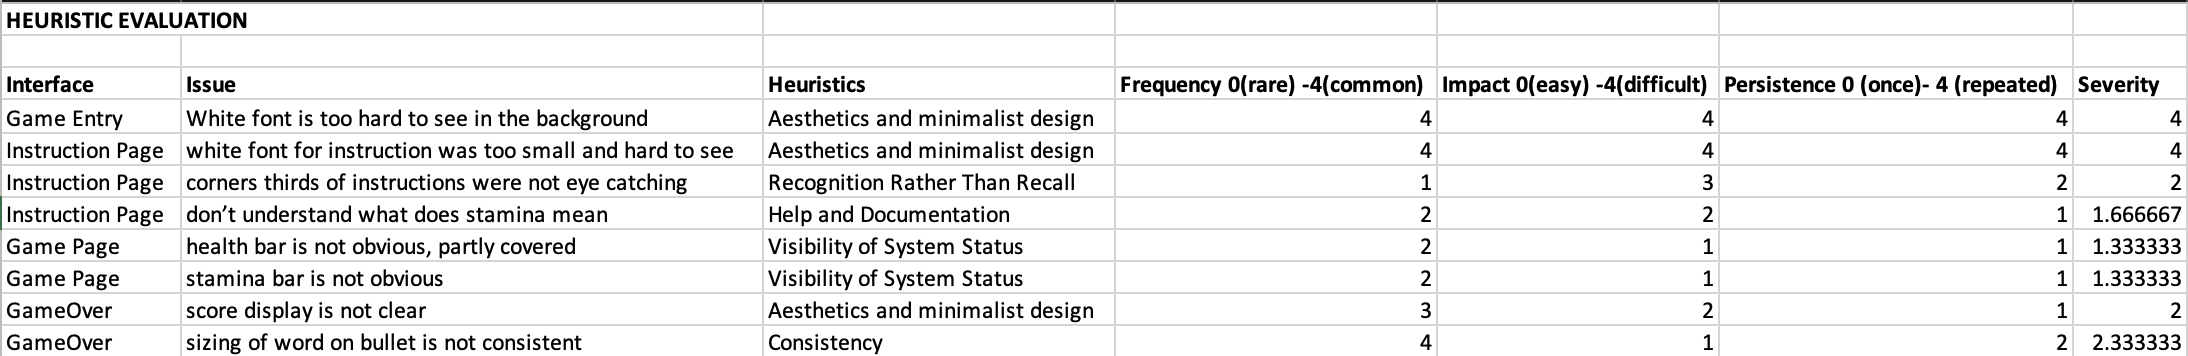 HEURISTIC EVALUATION
Interface Issue Heuristics Frequency 0(rare) -4(common) Impact 0(easy) -4(difficult) Persistence 0 (once)- 4 (repeated) Severity
Game Entry White font is too hard to see in the background Aesthetics and minimalist design 4 4 4 4
Instruction Page white font for instruction was too small and hard to see Aesthetics and minimalist design 4 4 4 4
Instruction Page corners thirds of instructions were not eye catching Recognition Rather Than Recall 1 3 2 2
Instruction Page don't understand what does stamina mean Help and Documentation 2 2 1 1.666667
Game Page health bar is not obvious, partly covered Visibility of System Status 2 1 1 1.333333
Game Page stamina bar is not obvious Visibility of System Status 2 1 1 1.333333
GameOver score display is not clear Aesthetics and minimalist design 3 2 1 2
GameOver sizing of word on bullet is not consistent Consistency 4 1 2 2.333333